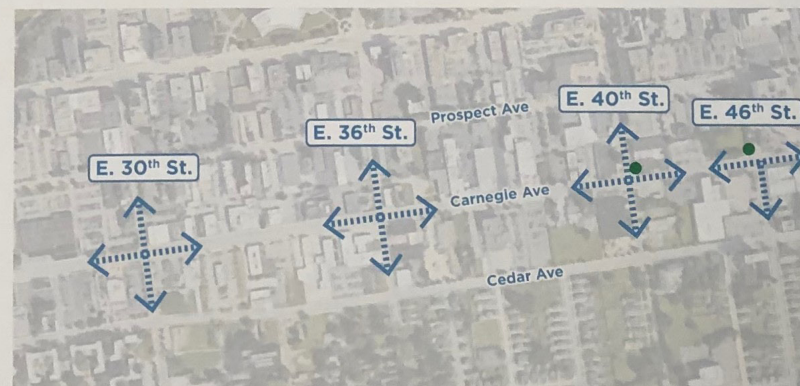 Prospect Ave
E. 40th St.
E. 46th St.
E. 36th St.
E. 30th St.
Carnegie Ave
Cedar Ave